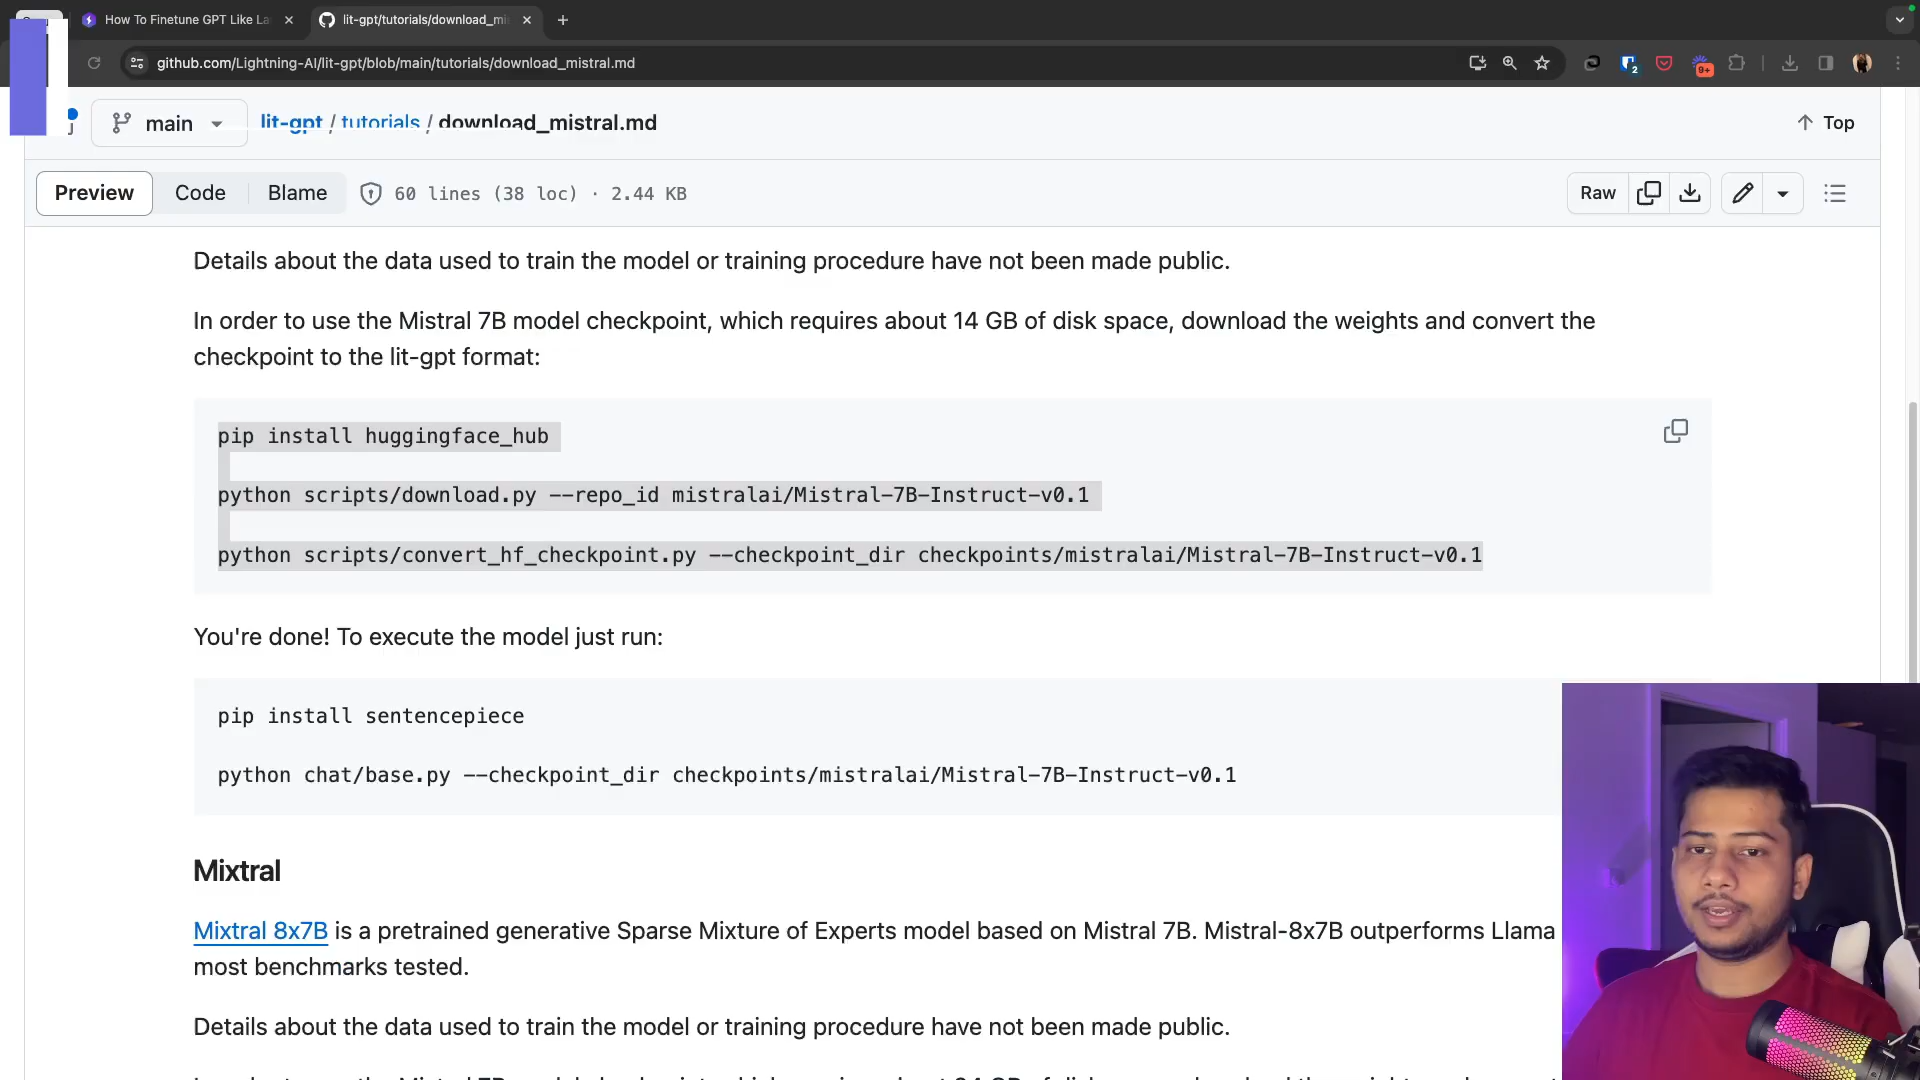 How To Finetune GPT Like La
lit-gpt/tutorials/download_mi
github.com/Lightning-AI/lit-gpt/blob/main/tutorials/download_mistral.md
2
9+
main
lit-gpt / tutorials / download_mistral.md
Top
Preview
Code
Blame
60 lines (38 loc) · 2.44 KB
Raw
Details about the data used to train the model or training procedure have not been made public.
In order to use the Mistral 7B model checkpoint, which requires about 14 GB of disk space, download the weights and convert the
checkpoint to the lit-gpt format:
pip install huggingface_hub
python scripts/download.py --repo_id mistralai/Mistral-7B-Instruct-v0.1
python scripts/convert_hf_checkpoint.py --checkpoint_dir checkpoints/mistralai/Mistral-7B-Instruct-v0.1
You're done! To execute the model just run:
pip install sentencepiece
python chat/base.py --checkpoint_dir checkpoints/mistralai/Mistral-7B-Instruct-v0.1
Mixtral
Mixtral 8x7B is a pretrained generative Sparse Mixture of Experts model based on Mistral 7B. Mistral-8x7B outperforms Llama
most benchmarks tested.
Details about the data used to train the model or training procedure have not been made public.